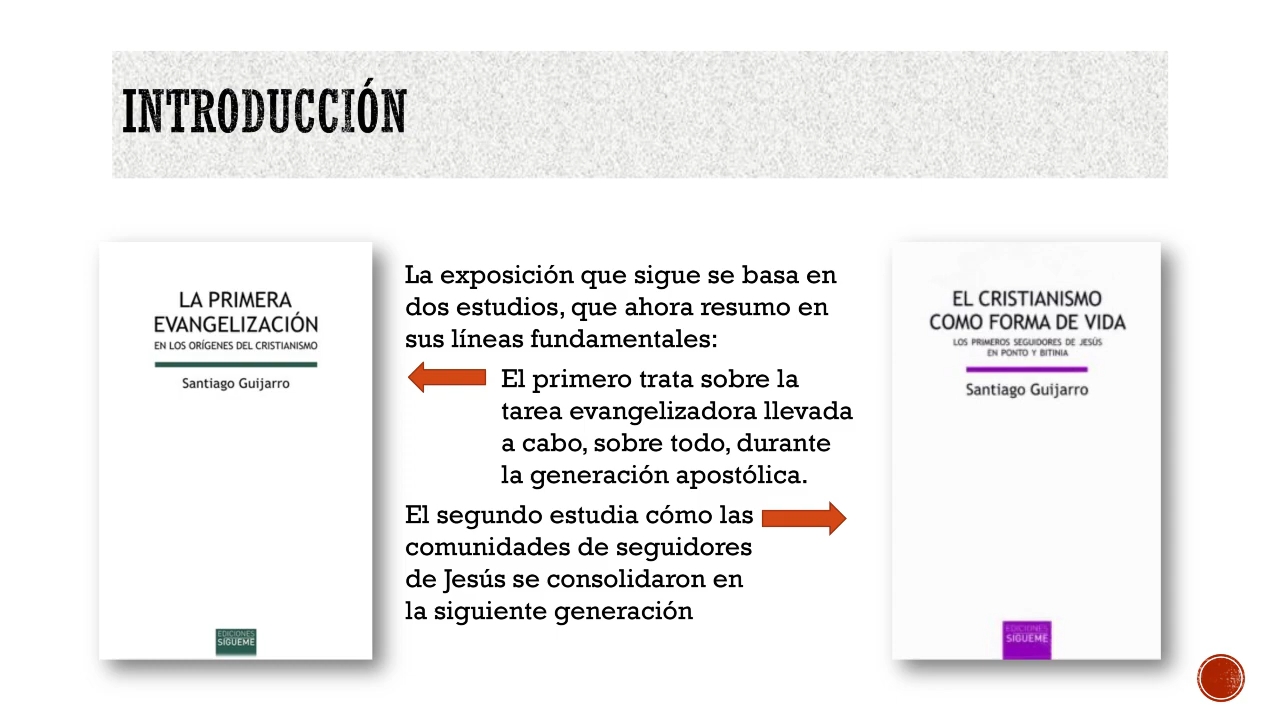 INTRODUCCIÓN
LA PRIMERA
EVANGELIZACIÓN
EN LOS ORÍGENES DEL CRISTIANISMO
Santiago Guijarro
EDICIONES
SÍGUEME
La exposición que sigue se basa en
dos estudios, que ahora resumo en
sus líneas fundamentales:
El primero trata sobre la
tarea evangelizadora llevada
a cabo, sobre todo, durante
la generación apostólica.
El segundo estudia cómo las
comunidades de seguidores
de Jesús se consolidaron en
la siguiente generación
EL CRISTIANISMO
COMO FORMA DE VIDA
LOS PRIMEROS SEGUIDORES DE JESÚS
EN PONTO Y BITINIA
Santiago Guijarro
EDICIONES
SÍGUEME